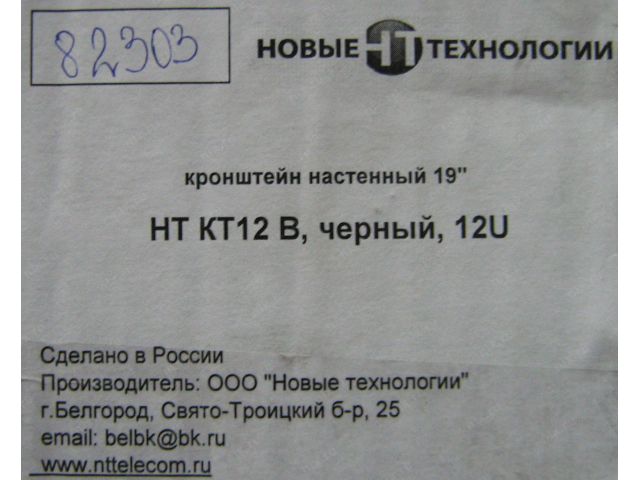 82303
НОВЫЕ НТ ТЕХНОЛОГИИ
кронштейн настенный 19"
НТ КТ12 В, черный, 12U
Сделано в России
Производитель: ООО "Новые технологии"
г.Белгород, Свято-Троицкий б-р, 25
email: belbk@bk.ru
www.nttelecom.ru